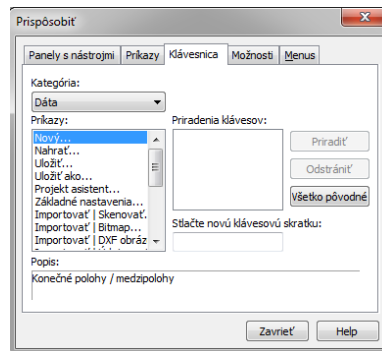 Prispôsobiť
Panely s nástrojmi Príkazy Klávesnica Možnosti Menus
Kategória:
Dáta
Príkazy:
Priradenia klávesov:
Nový...
Nahrať...
Uložiť...
Uložiť ako...
Projekt asistent...
Základné nastavenia...
Importovať | Skenovať.
Importovať | Bitmap...
Importovať | DXF obráz
Priradiť
Odstrániť
Všetko pôvodné
Stlačte novú klávesovú skratku:
Popis:
Konečné polohy / medzipolohy
Zavrieť Help